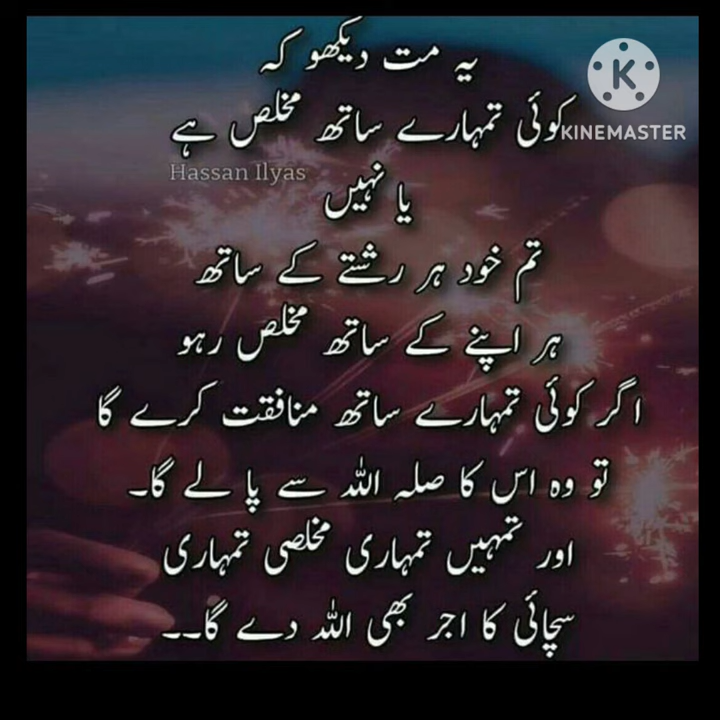 یہ مت دیکھو کہ
K
کوئی تمہارے ساتھ مخلص ہے
KINEMASTER
Hassan Ilyas
یا نہیں
تم خود ہر رشتے کے ساتھ
ہر اپنے کے ساتھ مخلص رہو
اگر کوئی تمہارے ساتھ منافقت کرے گا
تو وہ اس کا صلہ اللہ سے پا لے گا۔
اور تمہیں تمہاری مخلصی تمہاری
سچائی کا اجر بھی اللہ دے گا۔۔